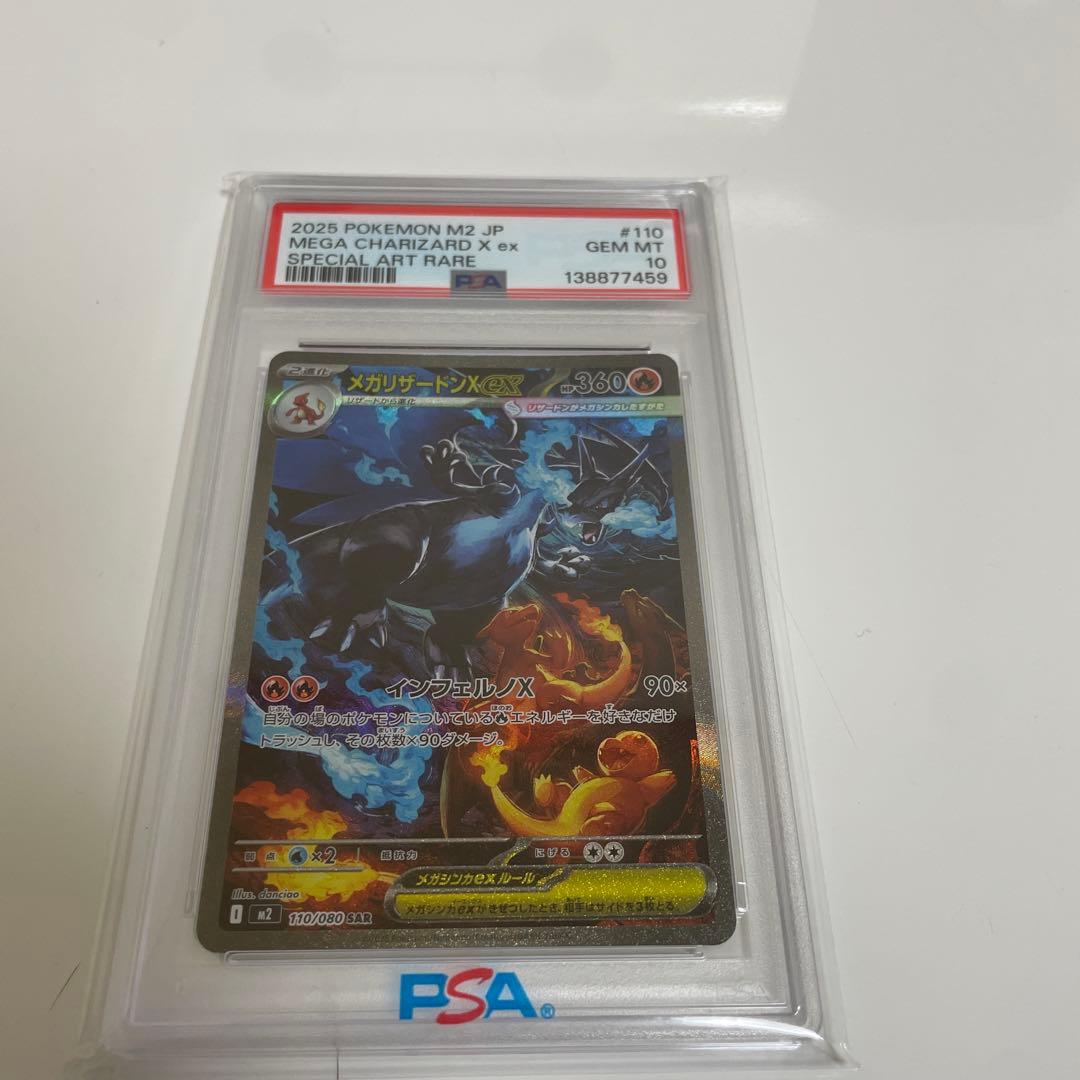 2025 POKEMON M2 JP #110
MEGA CHARIZARD X ex GEM MT
SPECIAL ART RARE 10
PSA 138877459
2進化 メガリザードンXex HP360
リザードから進化 リザードンがメガシンカしたすがた
インフェルノX 90×
自分の場のポケモンについているエネルギーを好きなだけ
トラッシュし、その枚数×90ダメージ。
弱点 ×2 抵抗力 にげる
メガシンカexルール
メガシンカexがきぜつしたとき、相手はサイドを3枚とる
Illus. danciao
I M2 110/080 SAR
PSA®